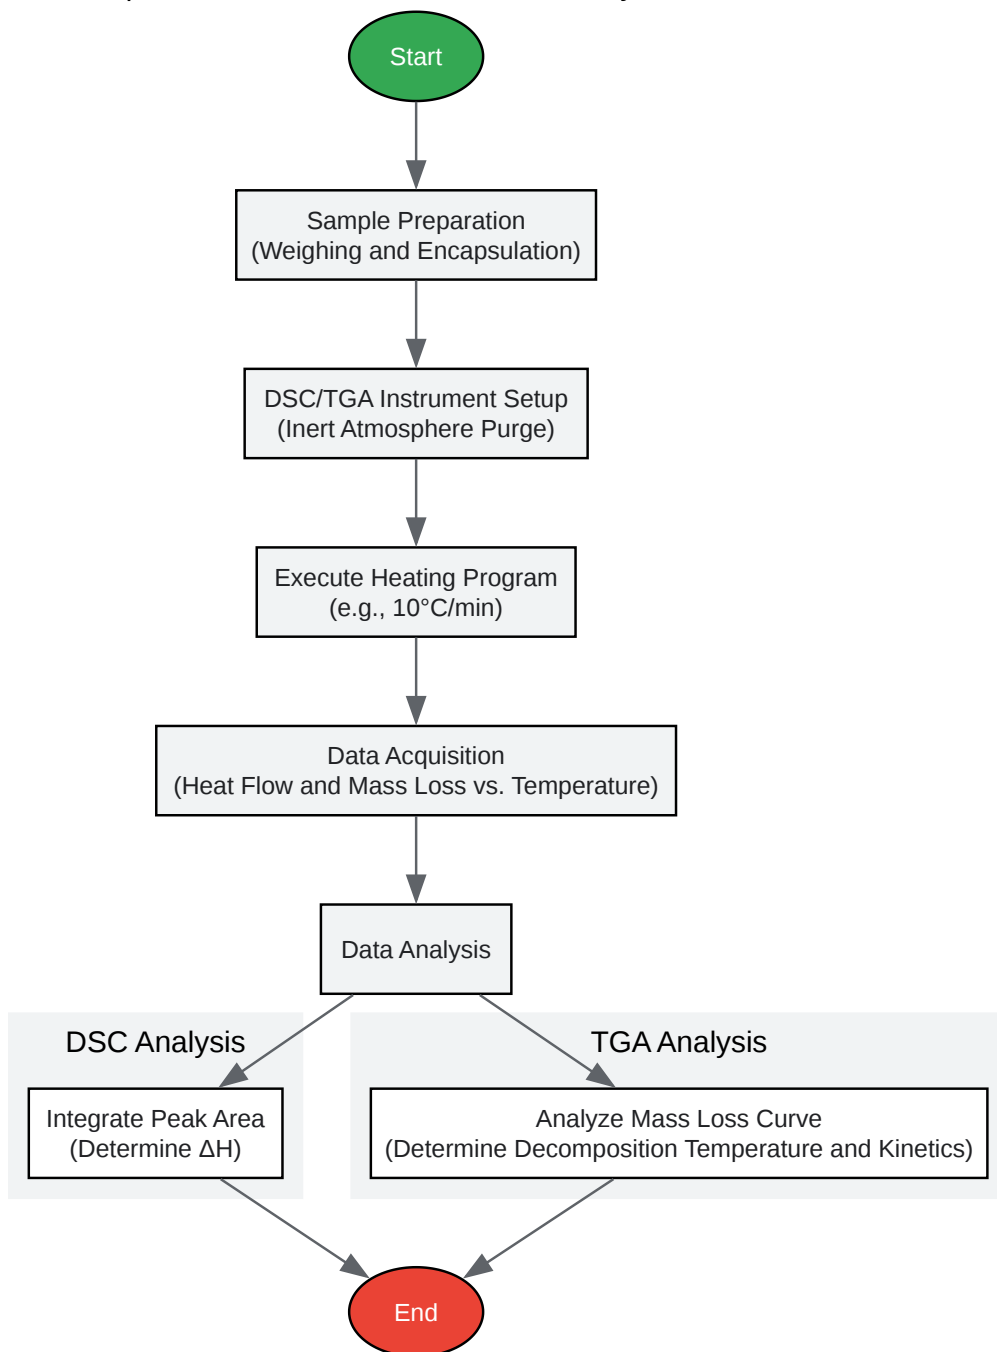 Start
Sample Preparation
(Weighing and Encapsulation)
DSC/TGA Instrument Setup
(Inert Atmosphere Purge)
Execute Heating Program
(e.g., 10°C/min)
Data Acquisition
(Heat Flow and Mass Loss vs. Temperature)
Data Analysis
DSC Analysis
TGA Analysis
Integrate Peak Area
(Determine ΔH)
Analyze Mass Loss Curve
(Determine Decomposition Temperature and Kinetics)
End